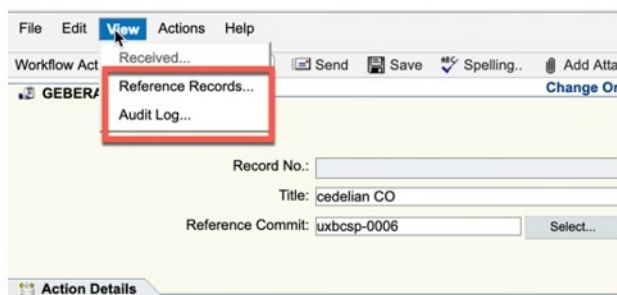 File Edit View Actions Help
Workflow Act Received... Send Save ABC Spelling.. Add Atta
GEBERA Reference Records... Change Or
Audit Log...
Record No.:
Title: cedelian CO
Reference Commit: uxbcsp-0006 Select...
Action Details